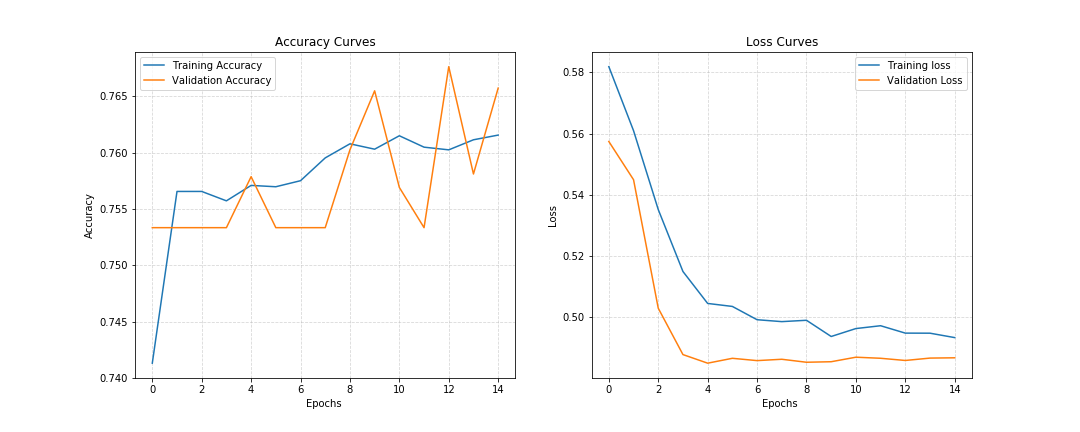 Accuracy Curves
Training Accuracy
Validation Accuracy
0.765
0.760
0.755
0.750
0.745
0.740
Accuracy
0 2 4 6 8 10 12 14
Epochs
Loss Curves
Training loss
Validation Loss
0.58
0.56
0.54
0.52
0.50
Loss
0 2 4 6 8 10 12 14
Epochs